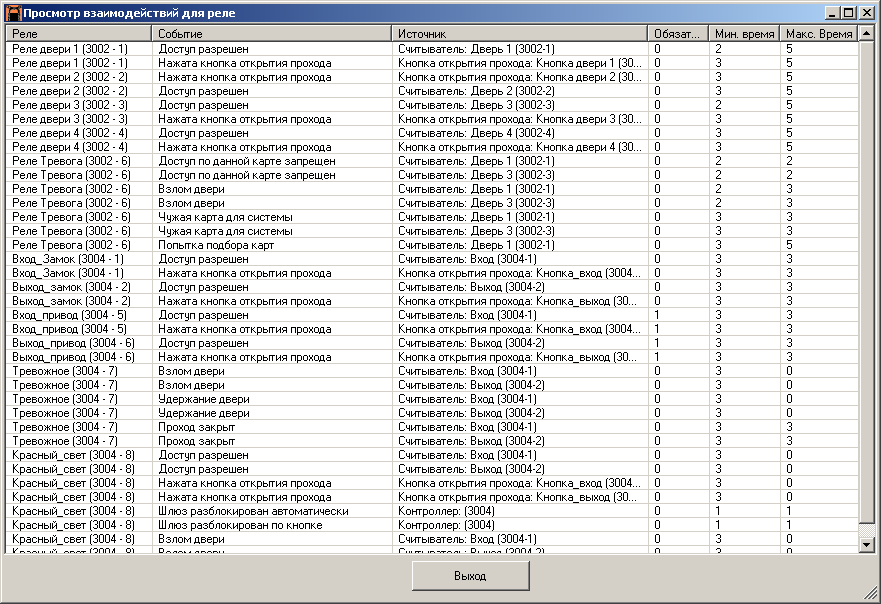 Просмотр взаимодействий для реле
Реле Событие Источник Обязат... Мин. время Макс. Время
Реле двери 1 (3002 - 1) Доступ разрешен Считыватель: Дверь 1 (3002-1) 0 2 5
Реле двери 1 (3002 - 1) Нажата кнопка открытия прохода Кнопка открытия прохода: Кнопка двери 1 (30... 0 3 5
Реле двери 2 (3002 - 2) Нажата кнопка открытия прохода Кнопка открытия прохода: Кнопка двери 2 (30... 0 3 5
Реле двери 2 (3002 - 2) Доступ разрешен Считыватель: Дверь 2 (3002-2) 0 3 5
Реле двери 3 (3002 - 3) Доступ разрешен Считыватель: Дверь 3 (3002-3) 0 2 5
Реле двери 3 (3002 - 3) Нажата кнопка открытия прохода Кнопка открытия прохода: Кнопка двери 3 (30... 0 3 5
Реле двери 4 (3002 - 4) Доступ разрешен Считыватель: Дверь 4 (3002-4) 0 3 5
Реле двери 4 (3002 - 4) Нажата кнопка открытия прохода Кнопка открытия прохода: Кнопка двери 4 (30... 0 3 5
Реле Тревога (3002 - 6) Доступ по данной карте запрещен Считыватель: Дверь 1 (3002-1) 0 2 2
Реле Тревога (3002 - 6) Доступ по данной карте запрещен Считыватель: Дверь 3 (3002-3) 0 2 2
Реле Тревога (3002 - 6) Взлом двери Считыватель: Дверь 1 (3002-1) 0 2 3
Реле Тревога (3002 - 6) Взлом двери Считыватель: Дверь 3 (3002-3) 0 2 3
Реле Тревога (3002 - 6) Чужая карта для системы Считыватель: Дверь 1 (3002-1) 0 3 3
Реле Тревога (3002 - 6) Чужая карта для системы Считыватель: Дверь 3 (3002-3) 0 3 3
Реле Тревога (3002 - 6) Попытка подбора карт Считыватель: Дверь 1 (3002-1) 0 3 5
Вход_Замок (3004 - 1) Доступ разрешен Считыватель: Вход (3004-1) 0 3 3
Вход_Замок (3004 - 1) Нажата кнопка открытия прохода Кнопка открытия прохода: Кнопка_вход (3004... 0 3 3
Выход_замок (3004 - 2) Доступ разрешен Считыватель: Выход (3004-2) 0 3 3
Выход_замок (3004 - 2) Нажата кнопка открытия прохода Кнопка открытия прохода: Кнопка_выход (30... 0 3 3
Вход_привод (3004 - 5) Доступ разрешен Считыватель: Вход (3004-1) 1 3 3
Вход_привод (3004 - 5) Нажата кнопка открытия прохода Кнопка открытия прохода: Кнопка_вход (3004... 1 3 3
Выход_привод (3004 - 6) Доступ разрешен Считыватель: Выход (3004-2) 1 3 3
Выход_привод (3004 - 6) Нажата кнопка открытия прохода Кнопка открытия прохода: Кнопка_выход (30... 1 3 3
Тревожное (3004 - 7) Взлом двери Считыватель: Вход (3004-1) 0 3 0
Тревожное (3004 - 7) Взлом двери Считыватель: Выход (3004-2) 0 3 0
Тревожное (3004 - 7) Удержание двери Считыватель: Вход (3004-1) 0 3 0
Тревожное (3004 - 7) Удержание двери Считыватель: Выход (3004-2) 0 3 0
Тревожное (3004 - 7) Проход закрыт Считыватель: Вход (3004-1) 0 3 3
Тревожное (3004 - 7) Проход закрыт Считыватель: Выход (3004-2) 0 3 3
Красный_свет (3004 - 8) Доступ разрешен Считыватель: Вход (3004-1) 0 3 0
Красный_свет (3004 - 8) Доступ разрешен Считыватель: Выход (3004-2) 0 3 0
Красный_свет (3004 - 8) Нажата кнопка открытия прохода Кнопка открытия прохода: Кнопка_вход (3004... 0 3 0
Красный_свет (3004 - 8) Нажата кнопка открытия прохода Кнопка открытия прохода: Кнопка_выход (30... 0 3 0
Красный_свет (3004 - 8) Шлюз разблокирован автоматически Контроллер: (3004) 0 1 1
Красный_свет (3004 - 8) Шлюз разблокирован по кнопке Контроллер: (3004) 0 1 1
Красный_свет (3004 - 8) Взлом двери Считыватель: Вход (3004-1) 0 3 0
Красный_свет (3004 - 8) Взлом двери Считыватель: Выход (3004-2) 0 3 0
Выход